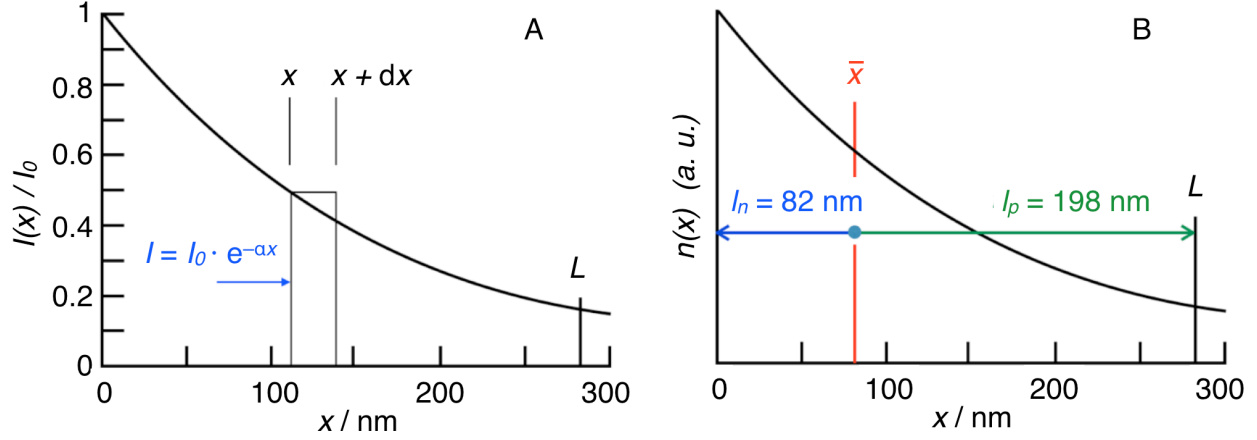 A
I(x) / I₀
1
0.8
0.6
0.4
0.2
0
x
x + dx
I = I₀ · e⁻ᵅˣ
L
0
100
200
300
x / nm
B
n(x) (a. u.)
x̄
lₙ = 82 nm
lₚ = 198 nm
L
0
100
200
300
x / nm